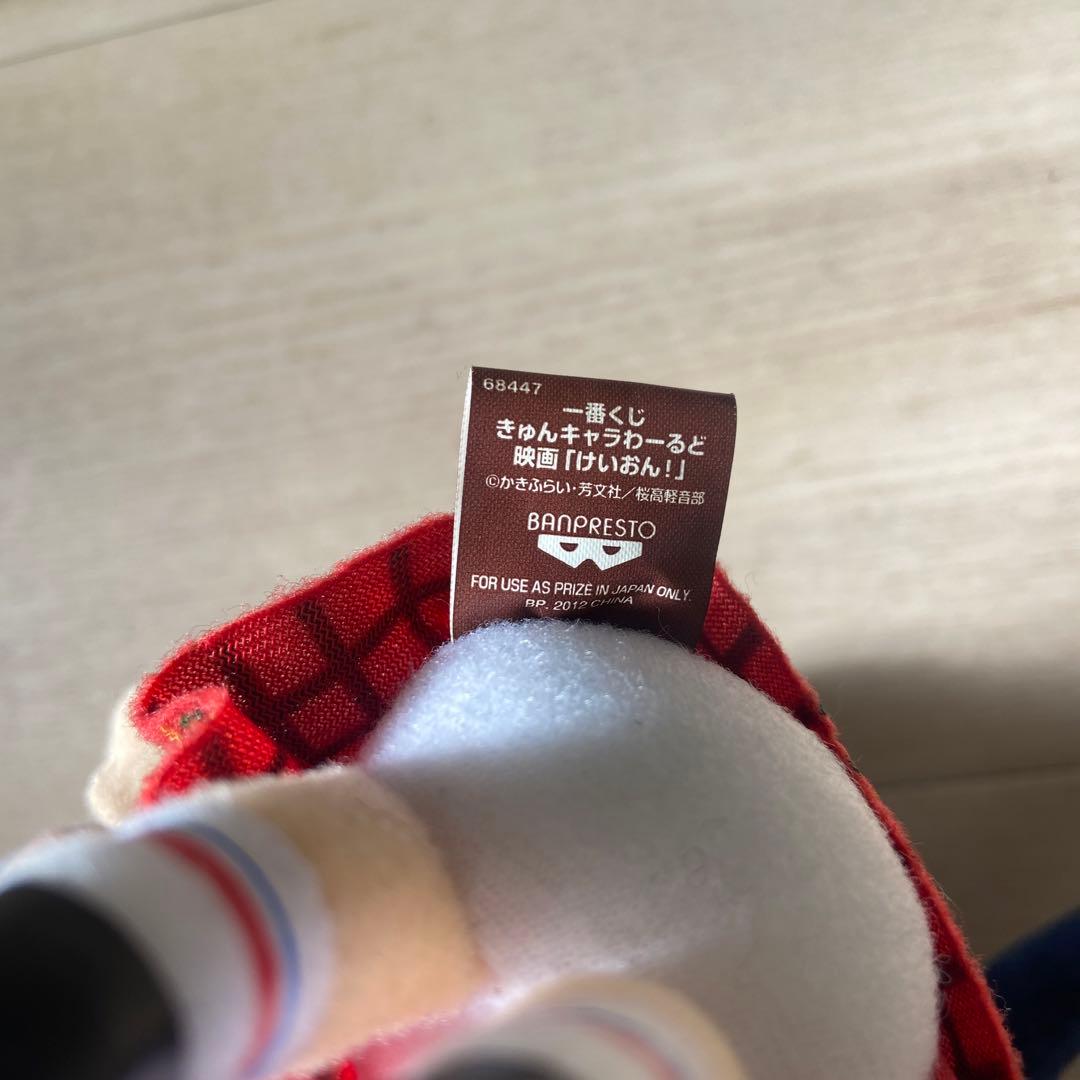 68447
一番くじ
きゅんキャラわーるど
映画「けいおん!」
©かきふらい・芳文社/桜高軽音部
BANPRESTO
FOR USE AS PRIZE IN JAPAN ONLY.
BP. 2012 CHINA